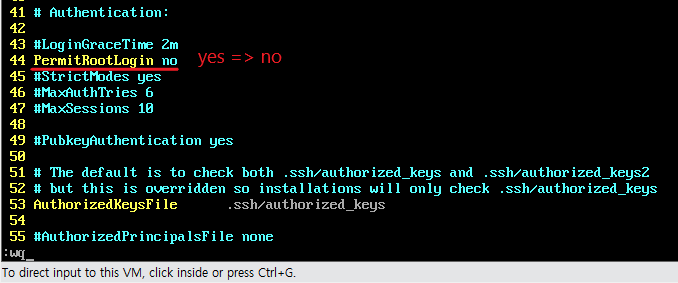 41 # Authentication:
42
43 #LoginGraceTime 2m
44 PermitRootLogin no yes => no
45 #StrictModes yes
46 #MaxAuthTries 6
47 #MaxSessions 10
48
49 #PubkeyAuthentication yes
50
51 # The default is to check both .ssh/authorized_keys and .ssh/authorized_keys2
52 # but this is overridden so installations will only check .ssh/authorized_keys
53 AuthorizedKeysFile .ssh/authorized_keys
54
55 #AuthorizedPrincipalsFile none
:wq_
To direct input to this VM, click inside or press Ctrl+G.